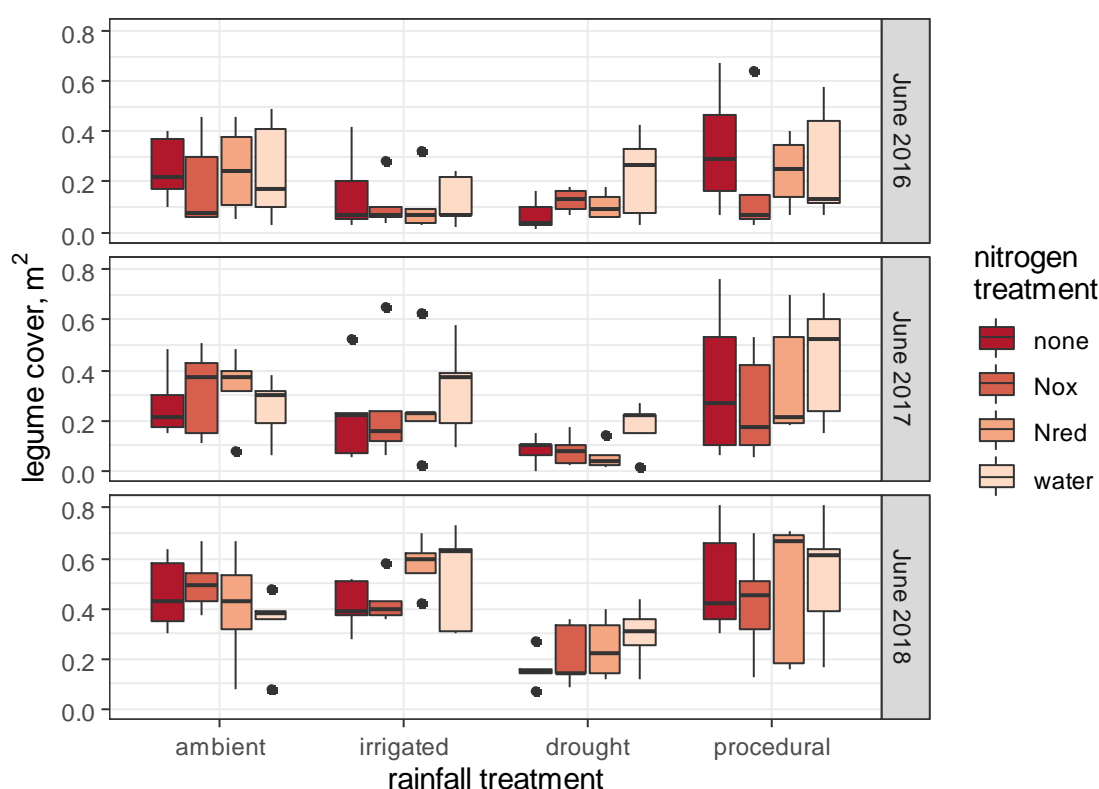 0.8
0.6
0.4
0.2
0.0
June 2016
0.8
0.6
0.4
0.2
0.0
June 2017
0.8
0.6
0.4
0.2
0.0
June 2018
legume cover, m²
ambient irrigated drought procedural
rainfall treatment
nitrogen
treatment
none
Nox
Nred
water